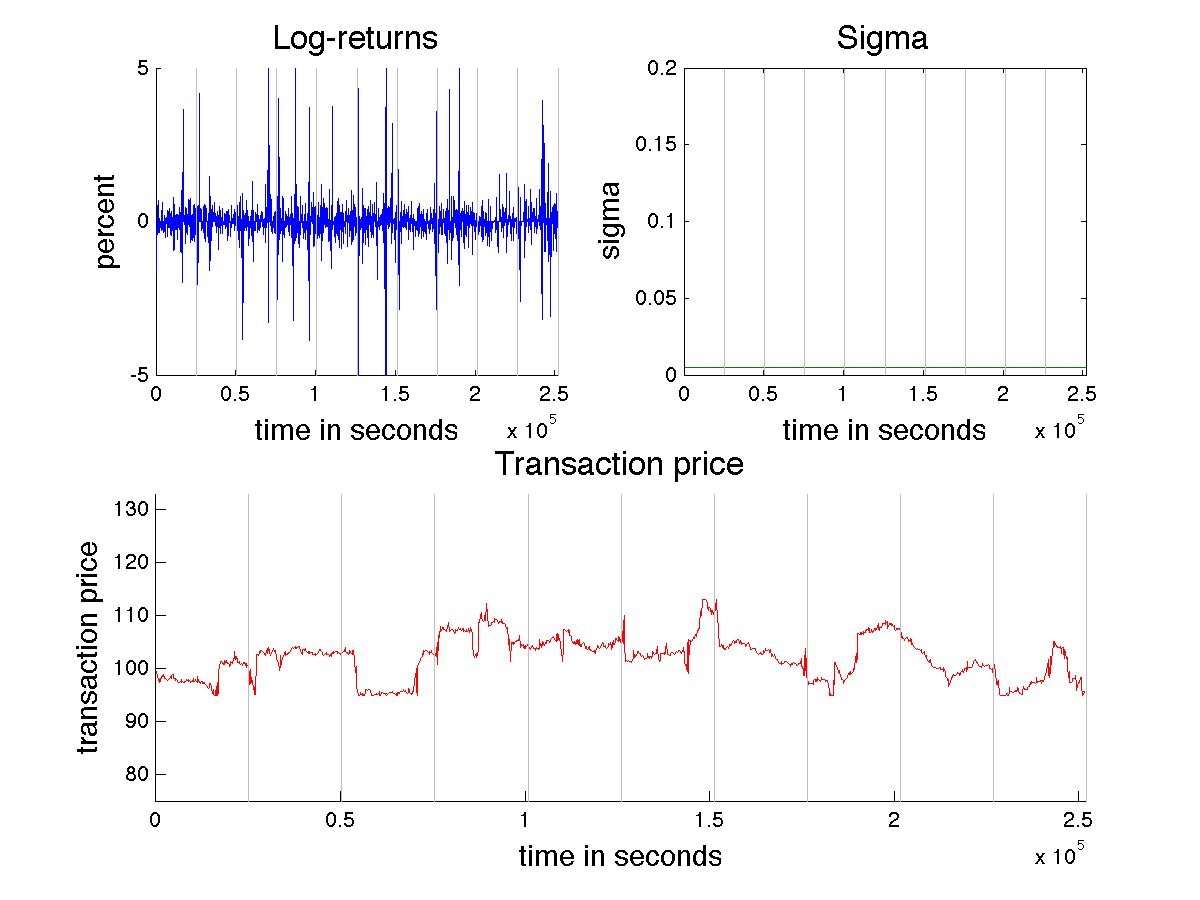 Log-returns
5
0
-5
percent
0
0.5
1
1.5
2
2.5
x 10^5
time in seconds
Sigma
0.2
0.15
0.1
0.05
0
sigma
0
0.5
1
1.5
2
2.5
x 10^5
time in seconds
Transaction price
130
120
110
100
90
80
transaction price
0
0.5
1
1.5
2
2.5
x 10^5
time in seconds